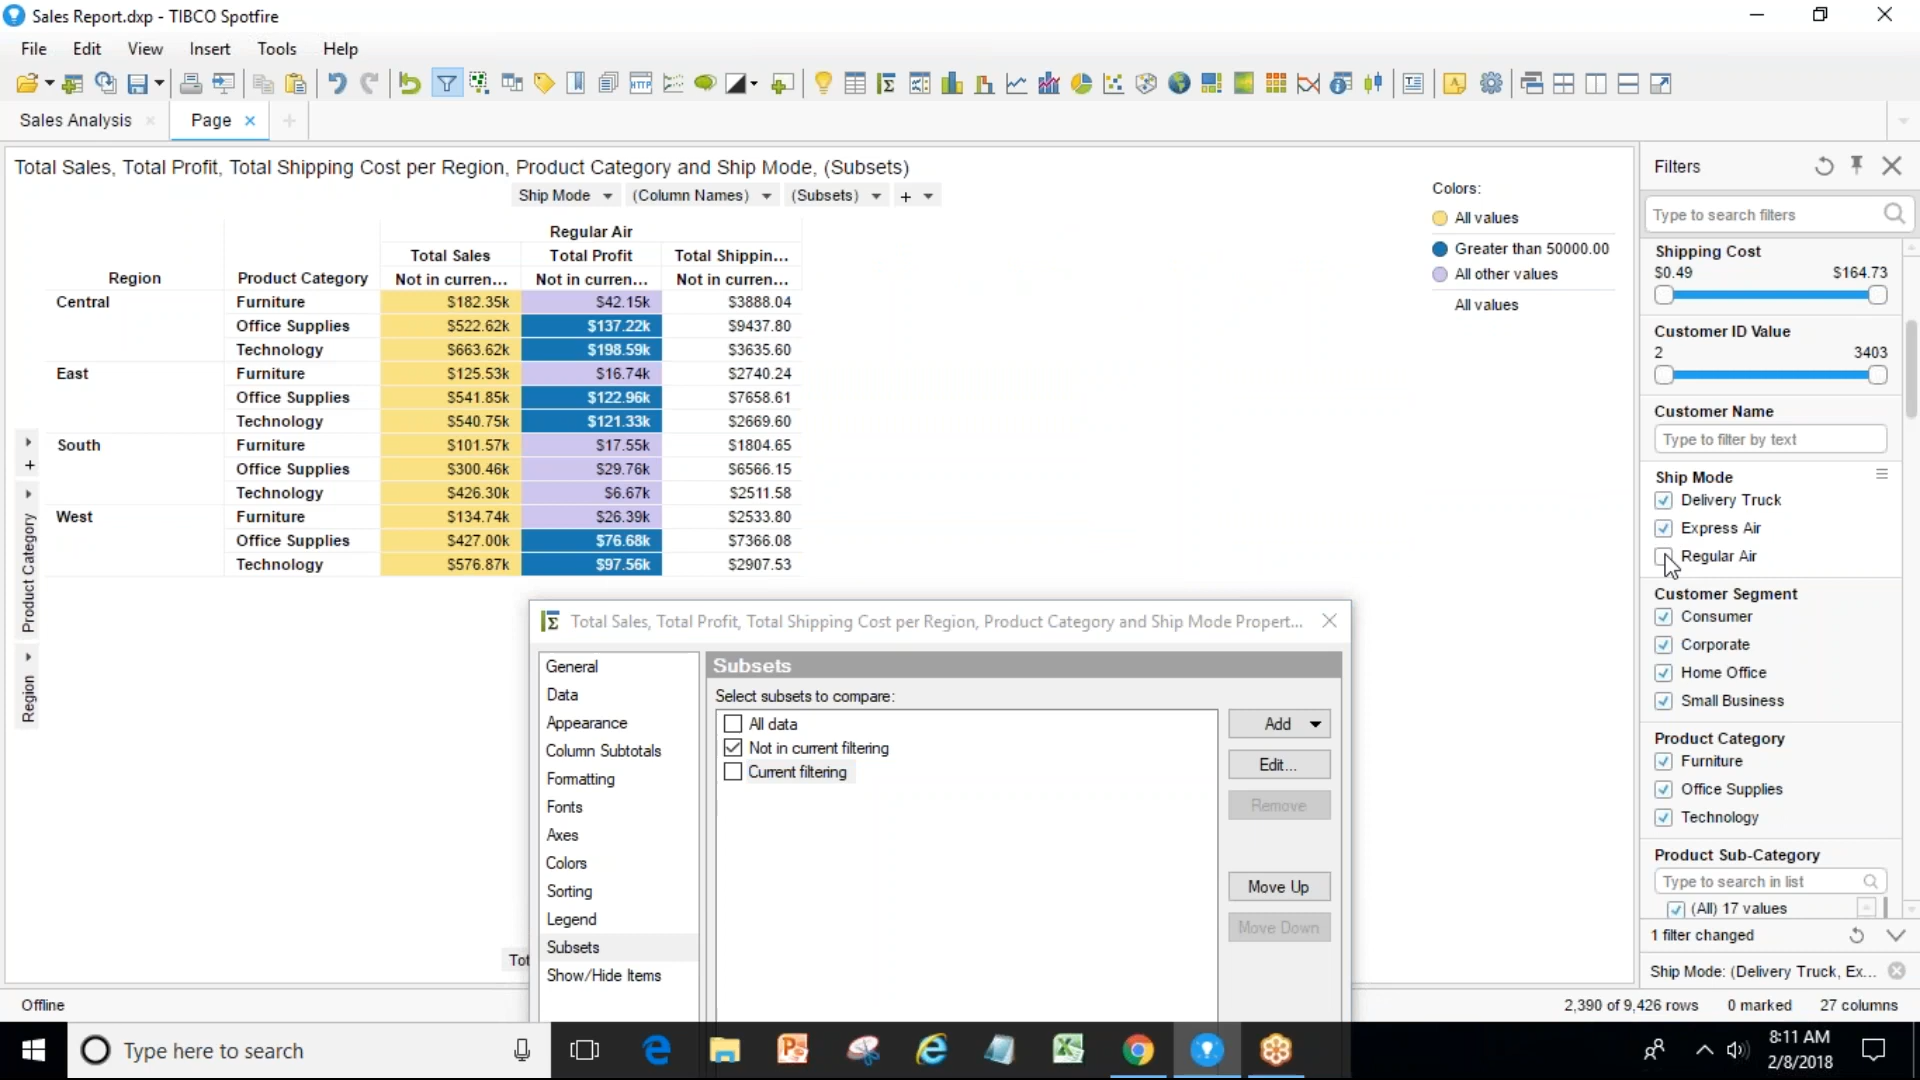 Sales Report.dxp - TIBCO Spotfire
File Edit View Insert Tools Help
Sales Analysis Page
Total Sales, Total Profit, Total Shipping Cost per Region, Product Category and Ship Mode, (Subsets)
Ship Mode (Column Names) (Subsets) +
Regular Air
Total Sales Total Profit Total Shippin...
Region Product Category Not in curren... Not in curren... Not in curren...
Central Furniture $182.35k $42.15k $3888.04
Office Supplies $522.62k $137.22k $9437.80
Technology $663.62k $198.59k $3635.60
East Furniture $125.53k $16.74k $2740.24
Office Supplies $541.85k $122.96k $7658.61
Technology $540.75k $121.33k $2669.60
South Furniture $101.57k $17.55k $1804.65
Office Supplies $300.46k $29.76k $6566.15
Technology $426.30k $6.67k $2511.58
West Furniture $134.74k $26.39k $2533.80
Office Supplies $427.00k $76.68k $7366.08
Technology $576.87k $97.56k $2907.53
+
Product Category
Region
Colors:
All values
Greater than 50000.00
All other values
All values
Tot
Total Sales, Total Profit, Total Shipping Cost per Region, Product Category and Ship Mode Propert...
General
Data
Appearance
Column Subtotals
Formatting
Fonts
Axes
Colors
Sorting
Legend
Subsets
Show/Hide Items
Subsets
Select subsets to compare:
All data
Not in current filtering
Current filtering
Add
Edit...
Remove
Move Up
Move Down
Filters
Type to search filters
Shipping Cost
$0.49 $164.73
Customer ID Value
2 3403
Customer Name
Type to filter by text
Ship Mode
Delivery Truck
Express Air
Regular Air
Customer Segment
Consumer
Corporate
Home Office
Small Business
Product Category
Furniture
Office Supplies
Technology
Product Sub-Category
Type to search in list
(All) 17 values
1 filter changed
Ship Mode: (Delivery Truck, Ex...
Offline 2,390 of 9,426 rows 0 marked 27 columns
Type here to search
8:11 AM
2/8/2018